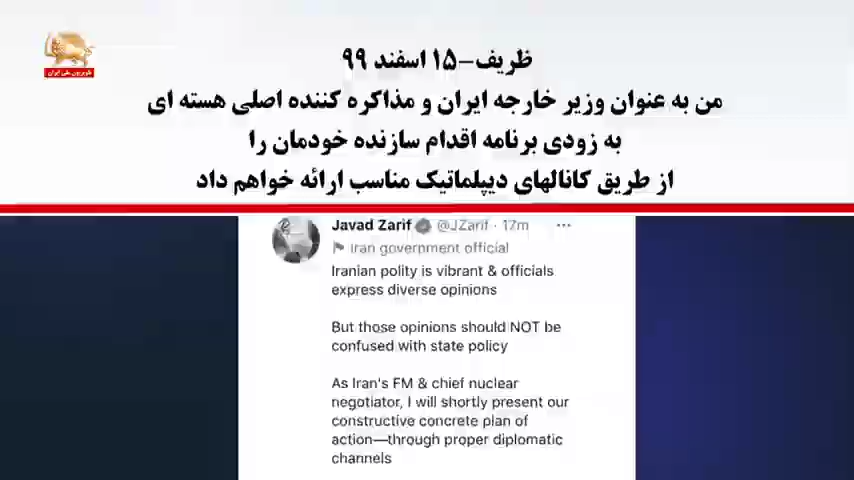 ظریف-۱۵ اسفند ۹۹
من به عنوان وزیر خارجه ایران و مذاکره کننده اصلی هسته ای
به زودی برنامه اقدام سازنده خودمان را
از طریق کانالهای دیپلماتیک مناسب ارائه خواهم داد
Javad Zarif @JZarif · 17m ...
Iran government official
Iranian polity is vibrant & officials
express diverse opinions
But those opinions should NOT be
confused with state policy
As Iran's FM & chief nuclear
negotiator, I will shortly present our
constructive concrete plan of
action—through proper diplomatic
channels